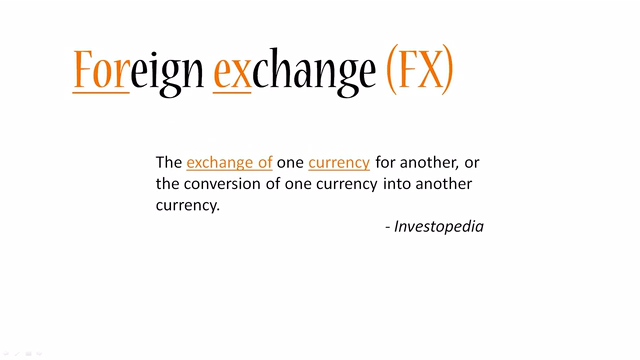 Foreign exchange (FX)
The exchange of one currency for another, or
the conversion of one currency into another
currency.
- Investopedia